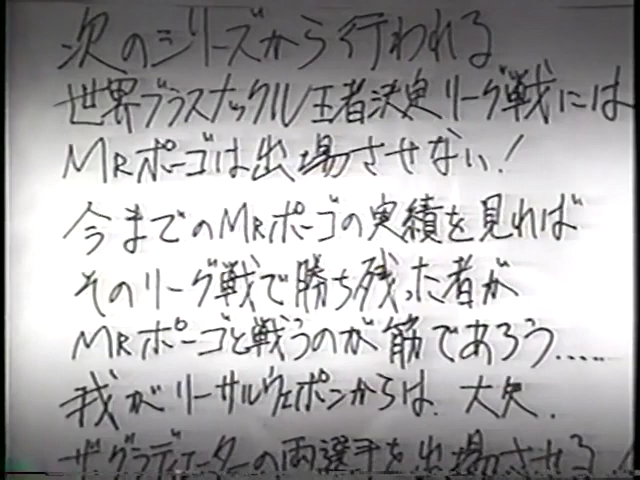 次のシリーズから行われる
世界ブラスナックル王者決定リーグ戦には
MRポーゴは出場させない!
今までのMRポーゴの実績を見れば
そのリーグ戦で勝ち残った者が
MRポーゴと戦うのが筋であろう.....
我がリーサルウェポンからは、大矢、
ザグラディエーターの両選手を出場させる!